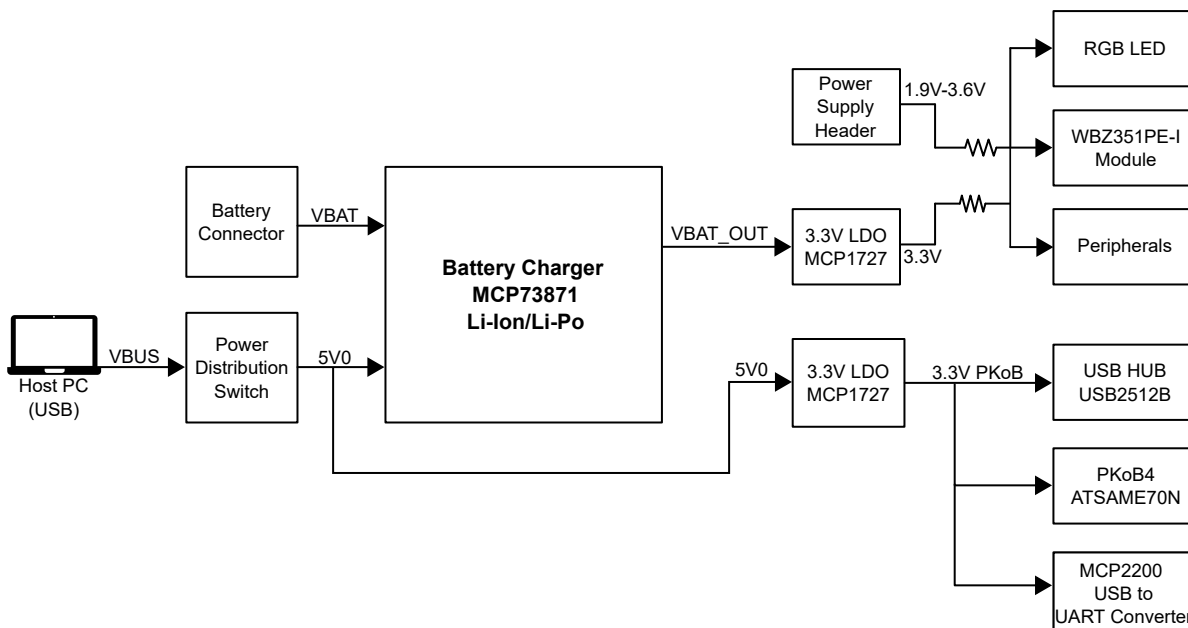 RGB LED
Power
Supply
Header
1.9V-3.6V
WBZ351PE-I
Module
Battery
Connector
VBAT
Battery Charger
MCP73871
Li-Ion/Li-Po
VBAT_OUT
3.3V LDO
MCP1727
3.3V
Peripherals
Host PC
(USB)
VBUS
Power
Distribution
Switch
5V0
5V0
3.3V LDO
MCP1727
3.3V PKoB
USB HUB
USB2512B
PKoB4
ATSAME70N
MCP2200
USB to
UART Converter